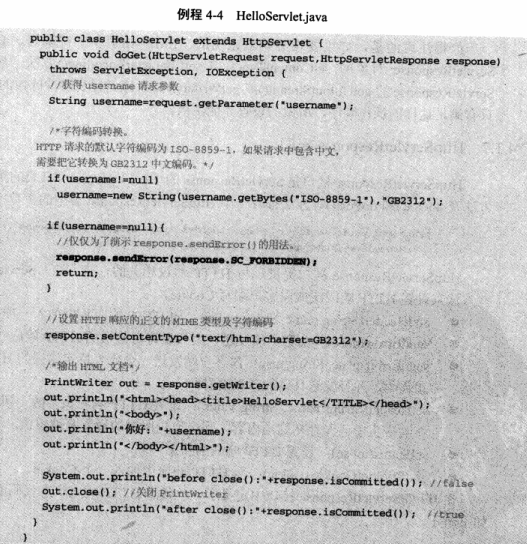 例程 4-4 HelloServlet.java
public class HelloServlet extends HttpServlet {
public void doGet(HttpServletRequest request,HttpServletResponse response)
throws ServletException, IOException {
//获得 username 请求参数
String username=request.getParameter("username");
/*字符编码转换。
HTTP 请求的默认字符编码为 ISO-8859-1，如果请求中包含中文，
需要把它转换为 GB2312 中文编码。*/
if(username!=null)
username=new String(username.getBytes("ISO-8859-1"),"GB2312");
if(username==null){
//仅仅为了演示 response.sendError()的用法。
response.sendError(response.SC_FORBIDDEN);
return;
}
//设置 HTTP 响应的正文的 MIME 类型及字符编码
response.setContentType("text/html;charset=GB2312");
/*输出 HTML 文档*/
PrintWriter out = response.getWriter();
out.println("<html><head><title>HelloServlet</TITLE></head>");
out.println("<body>");
out.println("你好: "+username);
out.println("</body></html>");
System.out.println("before close():"+response.isCommitted()); //false
out.close(); //关闭 PrintWriter
System.out.println("after close():"+response.isCommitted()); //true
}
}